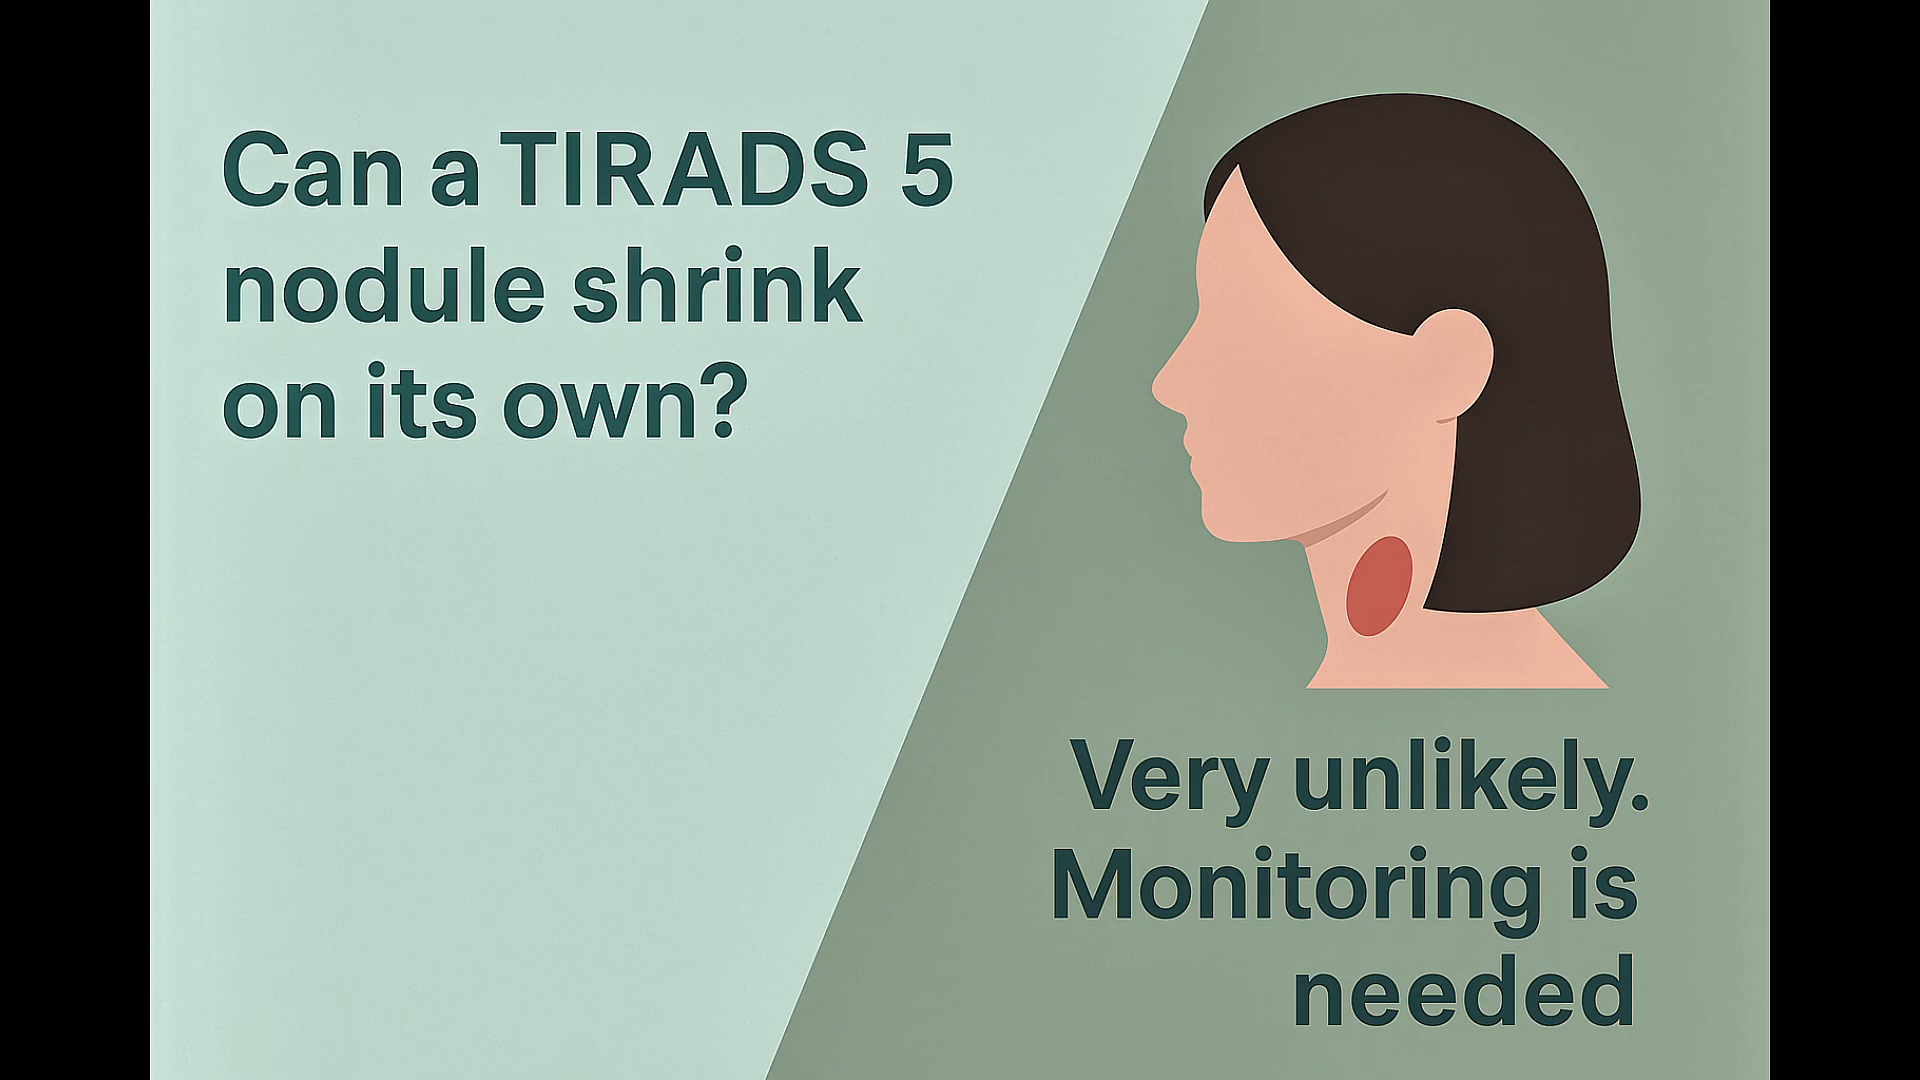 Can a TIRADS 5
nodule shrink
on its own?
Very unlikely.
Monitoring is
needed